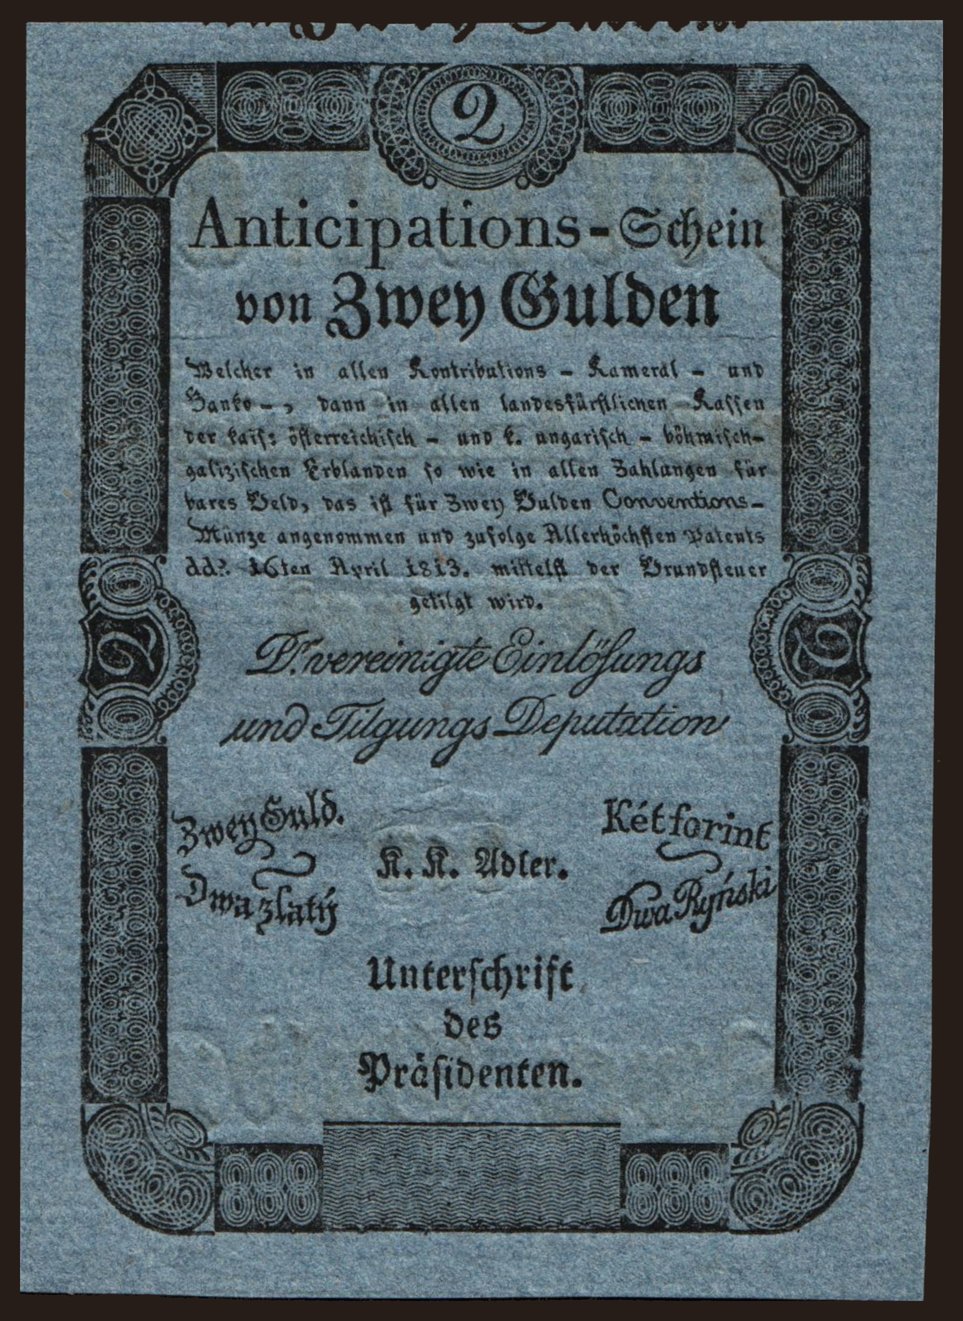 2
Anticipations-Schein
von Zwey Gulden
Welcher in allen Kontributions - Kameral - und
Banko-, dann in allen landesfürstlichen Kassen
der kais: österreichisch - und k. ungarisch - böhmisch-
galizischen Erblanden so wie in allen Zahlungen für
bares Geld, das ist für Zwey Gulden Conventions-
Münze angenommen und zufolge Allerhöchsten Patents
dd? 16ten April 1813. mittelst der Grundsteuer
getilgt wird.
Dr. vereinigte Einlösungs
und Tilgungs-Deputation
2
2
Zwey Guld.
Dwa zlatÿ
K. K. Adler.
Két forint
Dwa Ryński
Unterschrift
des
Präsidenten.